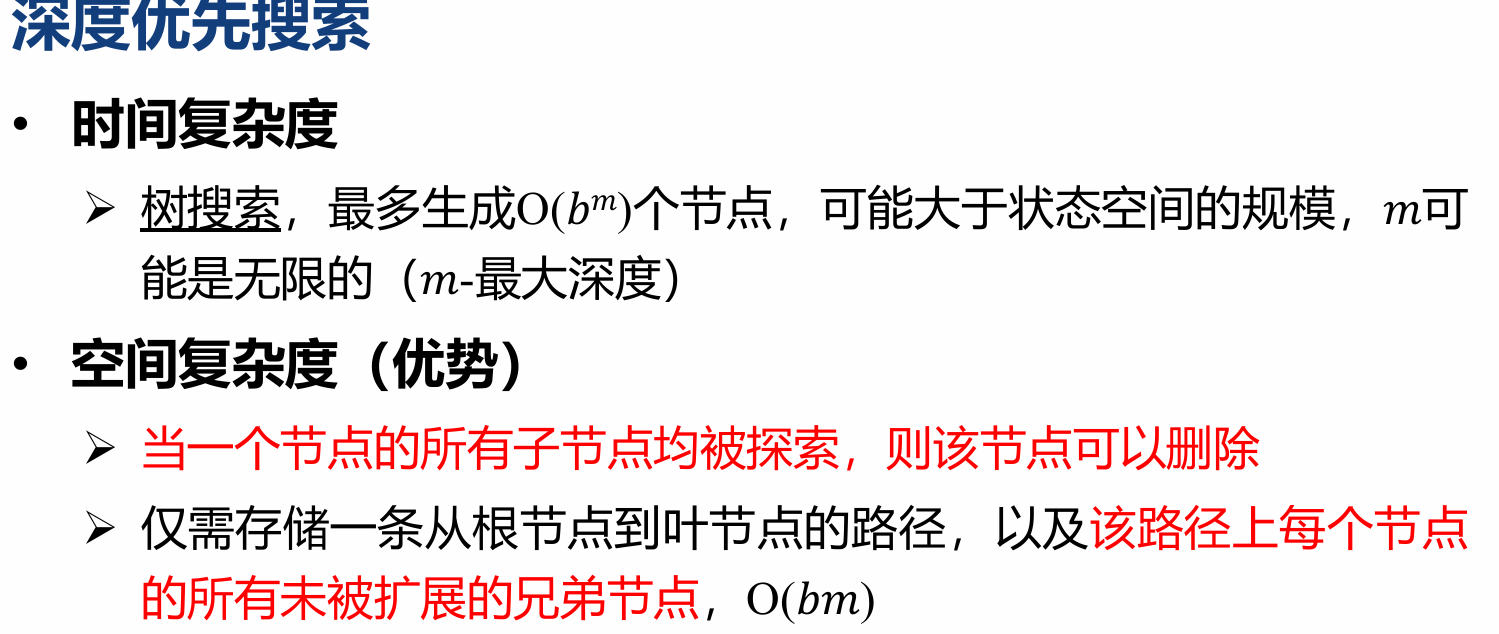 深度优先搜索
• 时间复杂度
➢ 树搜索，最多生成O(bᵐ)个节点，可能大于状态空间的规模，m可
能是无限的（m-最大深度）
• 空间复杂度（优势）
➢ 当一个节点的所有子节点均被探索，则该节点可以删除
➢ 仅需存储一条从根节点到叶节点的路径，以及该路径上每个节点
的所有未被扩展的兄弟节点，O(bm)